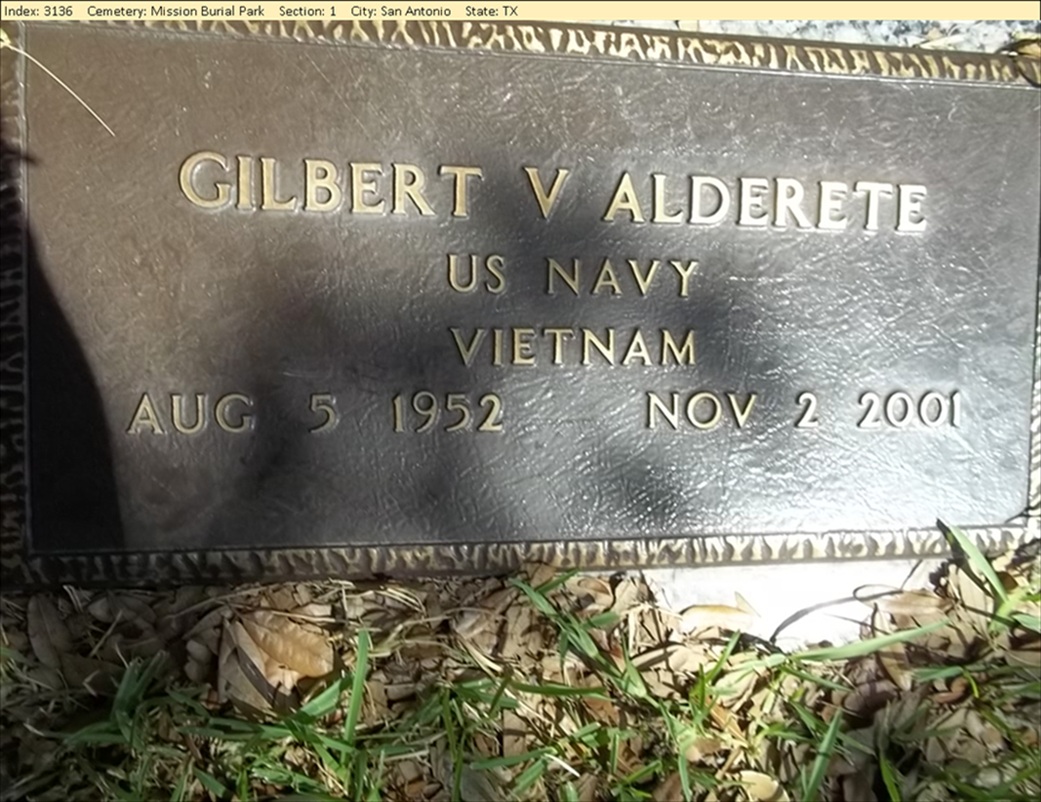 Index: 3136 Cemetery: Mission Burial Park Section: 1 City: San Antonio State: TX
GILBERT V ALDERETE
US NAVY
VIETNAM
AUG 5 1952 NOV 2 2001